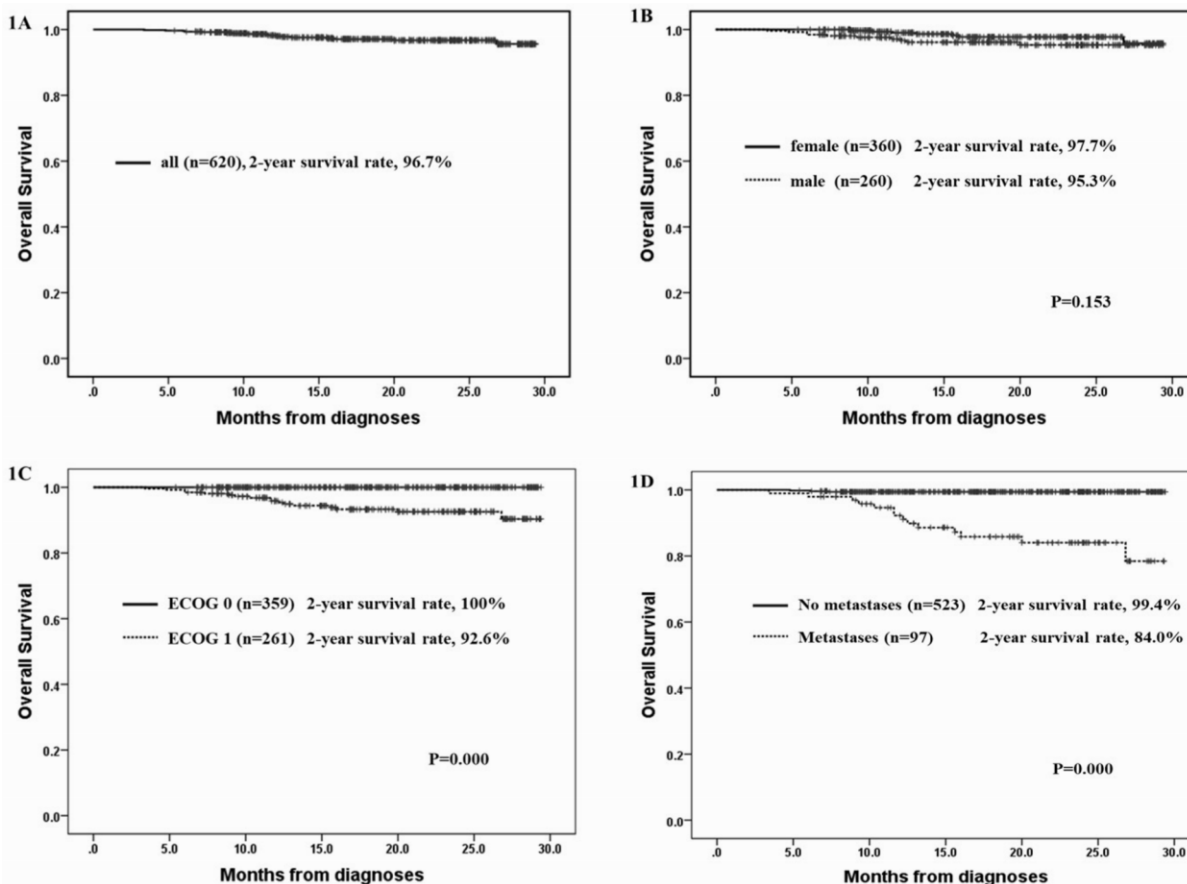 1A
1.0
0.8
0.6
0.4
0.2
0.0
Overall Survival
all (n=620), 2-year survival rate, 96.7%
.0 5.0 10.0 15.0 20.0 25.0 30.0
Months from diagnoses
1B
1.0
0.8
0.6
0.4
0.2
0.0
Overall Survival
female (n=360) 2-year survival rate, 97.7%
male (n=260) 2-year survival rate, 95.3%
P=0.153
.0 5.0 10.0 15.0 20.0 25.0 30.0
Months from diagnoses
1C
1.0
0.8
0.6
0.4
0.2
0.0
Overall Survival
ECOG 0 (n=359) 2-year survival rate, 100%
ECOG 1 (n=261) 2-year survival rate, 92.6%
P=0.000
.0 5.0 10.0 15.0 20.0 25.0 30.0
Months from diagnoses
1D
1.0
0.8
0.6
0.4
0.2
0.0
Overall Survival
No metastases (n=523) 2-year survival rate, 99.4%
Metastases (n=97) 2-year survival rate, 84.0%
P=0.000
.0 5.0 10.0 15.0 20.0 25.0 30.0
Months from diagnoses